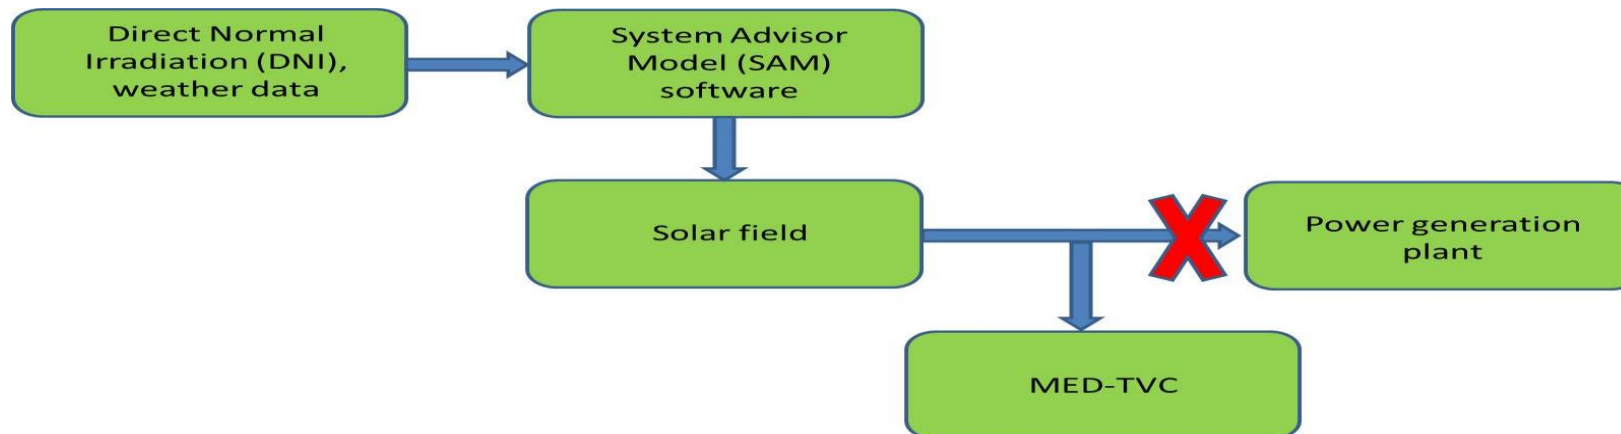 Direct Normal
Irradiation (DNI),
weather data
System Advisor
Model (SAM)
software
Solar field
Power generation
plant
MED-TVC